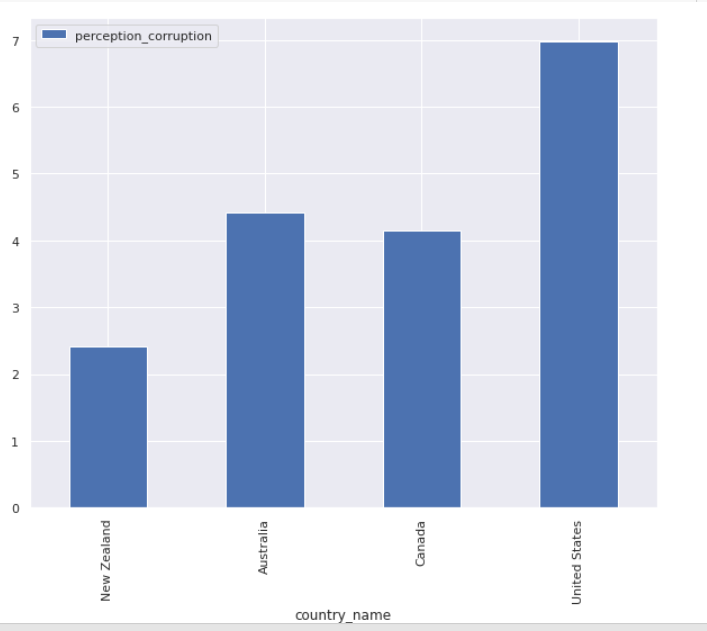 perception_corruption
7
6
5
4
3
2
1
0
New Zealand
Australia
Canada
United States
country_name